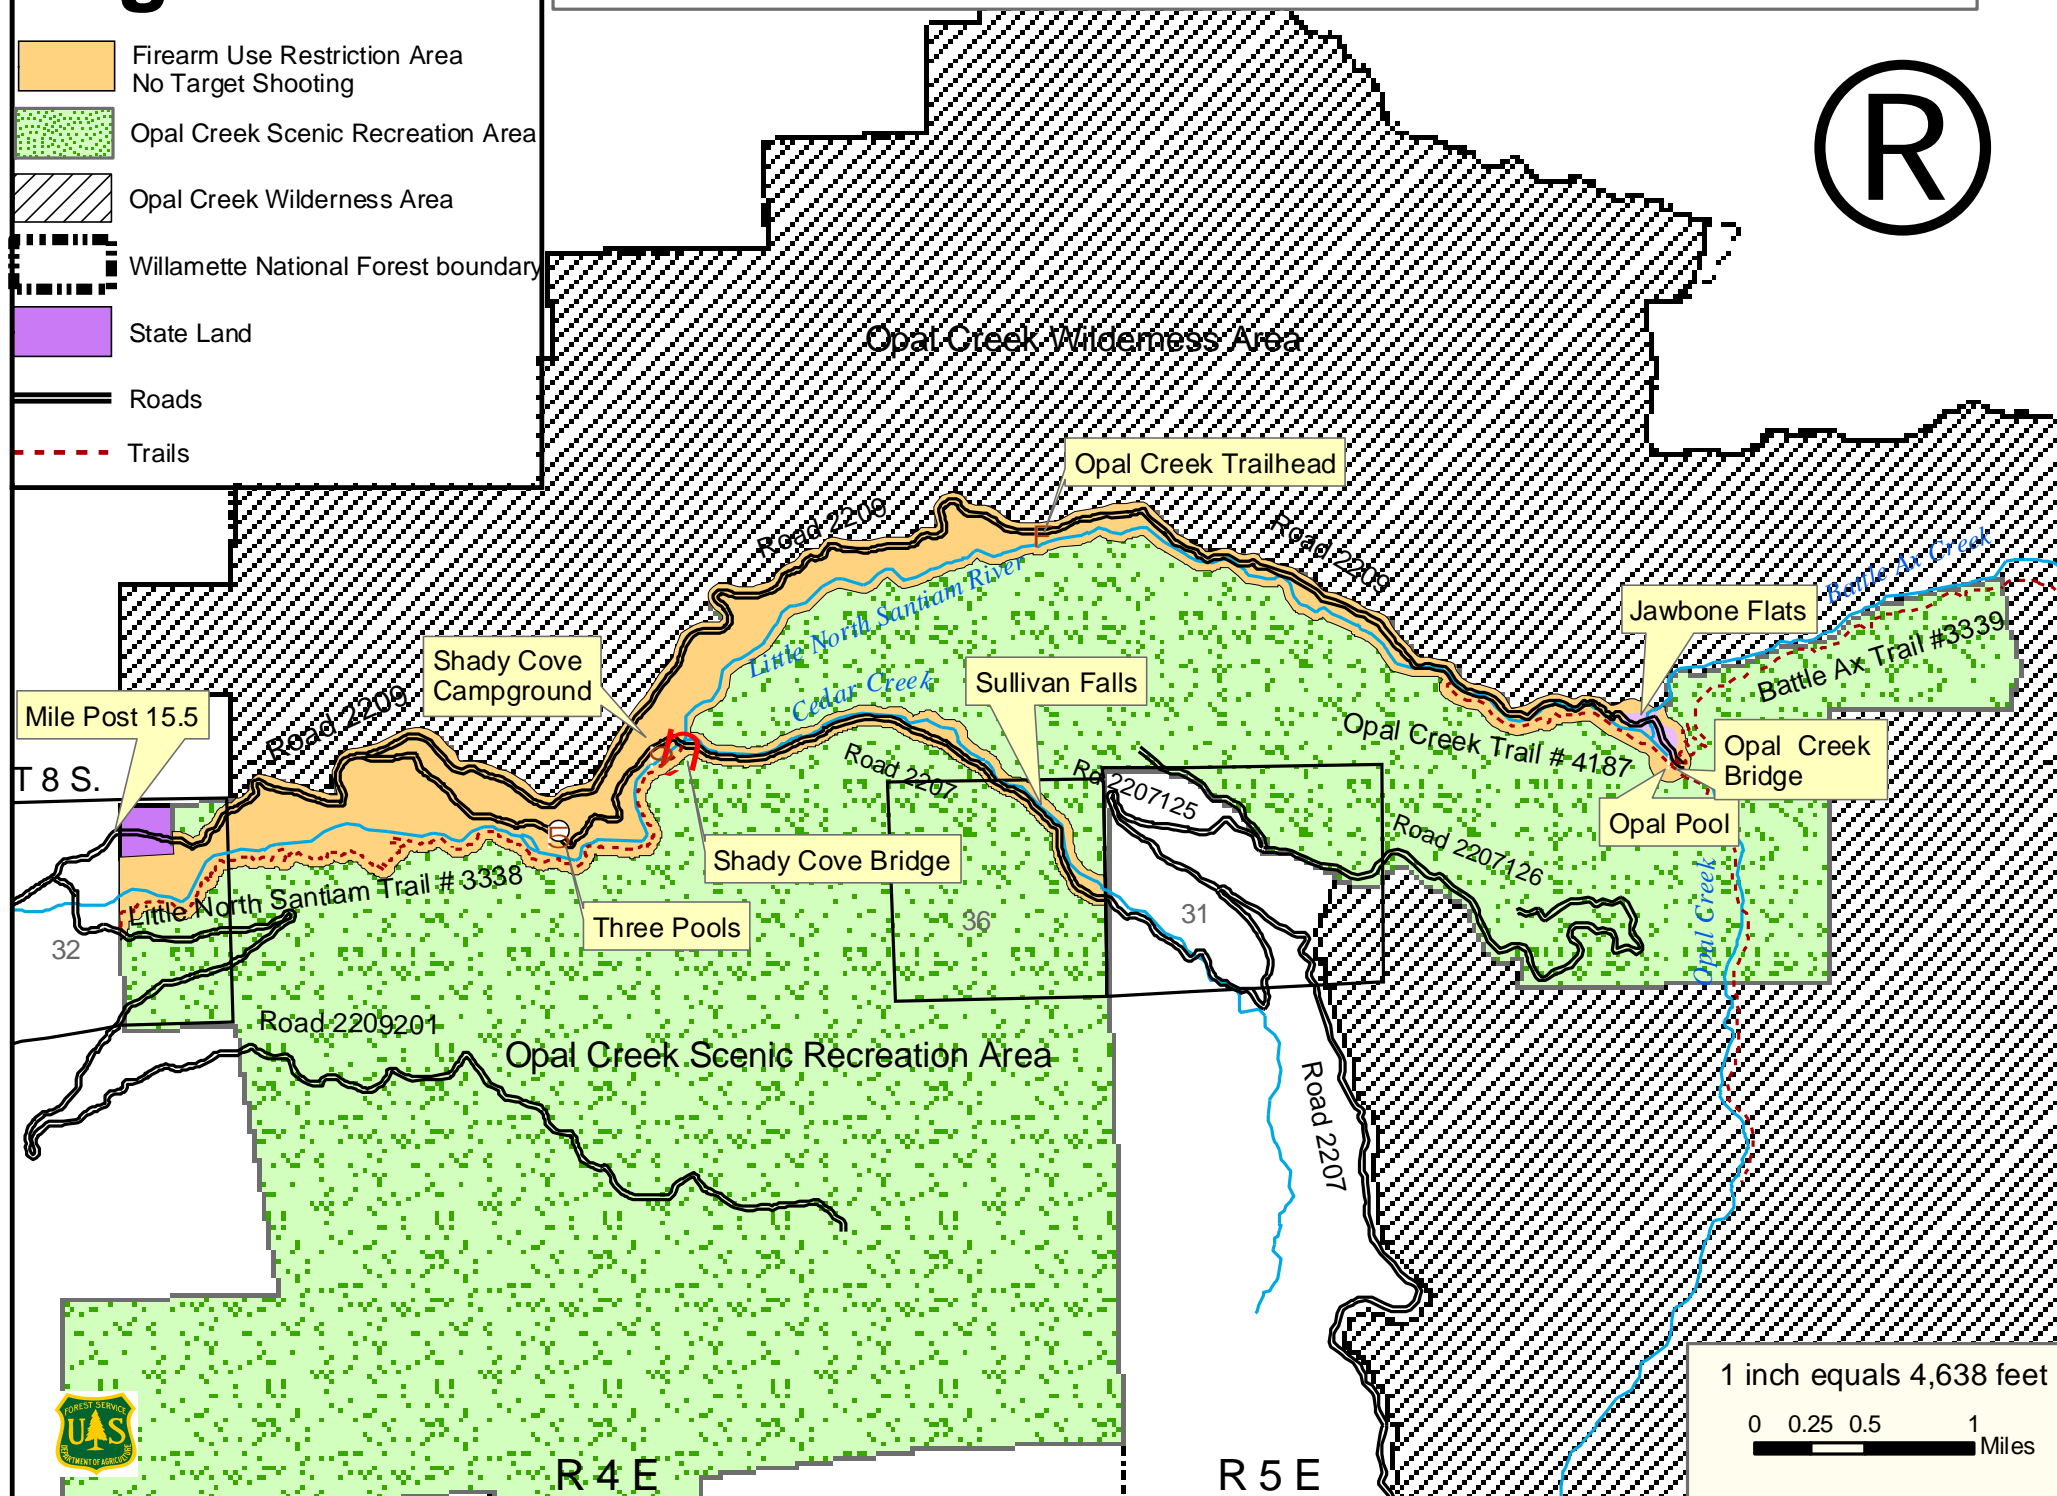 Firearm Use Restriction Area
No Target Shooting
Opal Creek Scenic Recreation Area
Opal Creek Wilderness Area
Willamette National Forest boundary
State Land
Roads
Trails
R
Opal Creek Wilderness Area
Opal Creek Trailhead
Road 2209
Road 2209
Battle Ax Creek
Jawbone Flats
Little North Santiam River
Battle Ax Trail #3339
Shady Cove
Campground
Sullivan Falls
Cedar Creek
Mile Post 15.5
Road 2209
Opal Creek Trail # 4187
Opal Creek
Bridge
T 8 S.
Road 2207
Rd 2207125
Opal Pool
Shady Cove Bridge
Road 2207126
Little North Santiam Trail # 3338
Three Pools
36
31
32
Opal Creek
Road 2209201
Opal Creek Scenic Recreation Area
Road 2207
1 inch equals 4,638 feet
0 0.25 0.5 1
Miles
FOREST SERVICE
US
DEPARTMENT OF AGRICULTURE
R 4 E
R 5 E